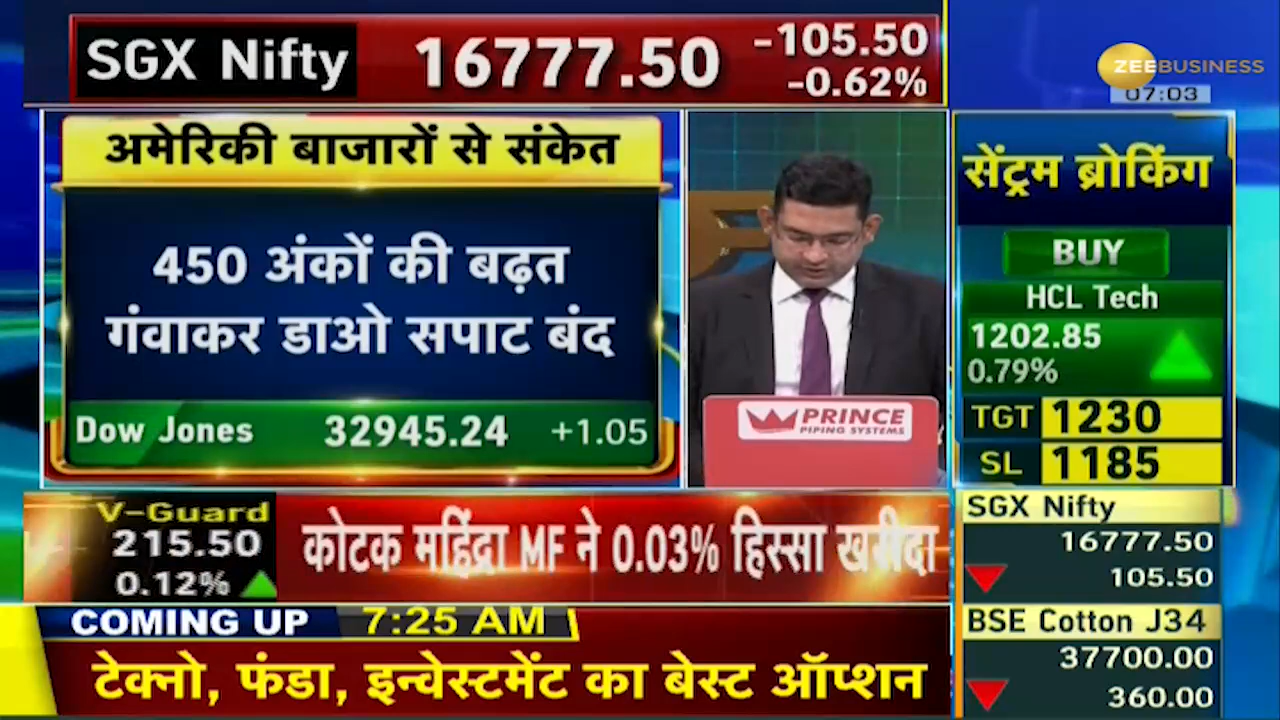 SGX Nifty 16777.50 -105.50
-0.62%
ZEEBUSINESS
07:03
अमेरिकी बाजारों से संकेत
450 अंकों की बढ़त
गंवाकर डाओ सपाट बंद
Dow Jones 32945.24 +1.05
PRINCE
PIPING SYSTEMS
सेंट्रम ब्रोकिंग
BUY
HCL Tech
1202.85
0.79%
TGT 1230
SL 1185
V-Guard
215.50
0.12%
कोटक महिंद्रा MF ने 0.03% हिस्सा खरीदा
SGX Nifty
16777.50
105.50
BSE Cotton J34
37700.00
360.00
COMING UP 7:25 AM
टेक्नो, फंडा, इन्वेस्टमेंट का बेस्ट ऑप्शन